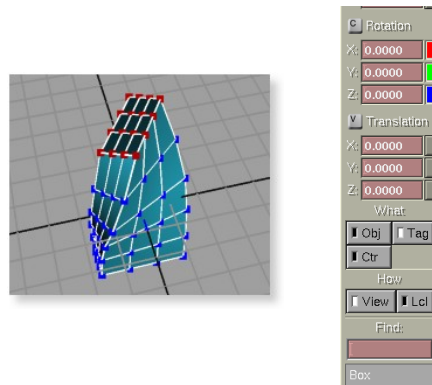 C Rotation
X: 0.0000
Y: 0.0000
Z: 0.0000
V Translation
X: 0.0000
Y: 0.0000
Z: 0.0000
What
Obj Tag
Ctr
How
View Lcl
Find:
Box